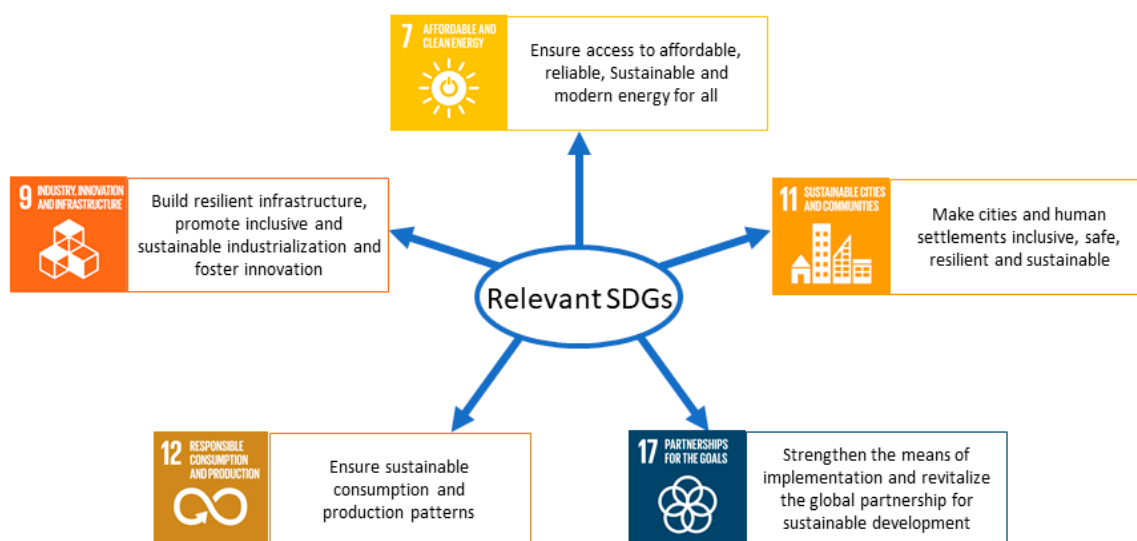 7 AFFORDABLE AND
CLEAN ENERGY
Ensure access to affordable,
reliable, Sustainable and
modern energy for all
9 INDUSTRY, INNOVATION
AND INFRASTRUCTURE
Build resilient infrastructure,
promote inclusive and
sustainable industrialization and
foster innovation
11 SUSTAINABLE CITIES
AND COMMUNITIES
Make cities and human
settlements inclusive, safe,
resilient and sustainable
Relevant SDGs
12 RESPONSIBLE
CONSUMPTION
AND PRODUCTION
Ensure sustainable
consumption and
production patterns
17 PARTNERSHIPS
FOR THE GOALS
Strengthen the means of
implementation and revitalize
the global partnership for
sustainable development